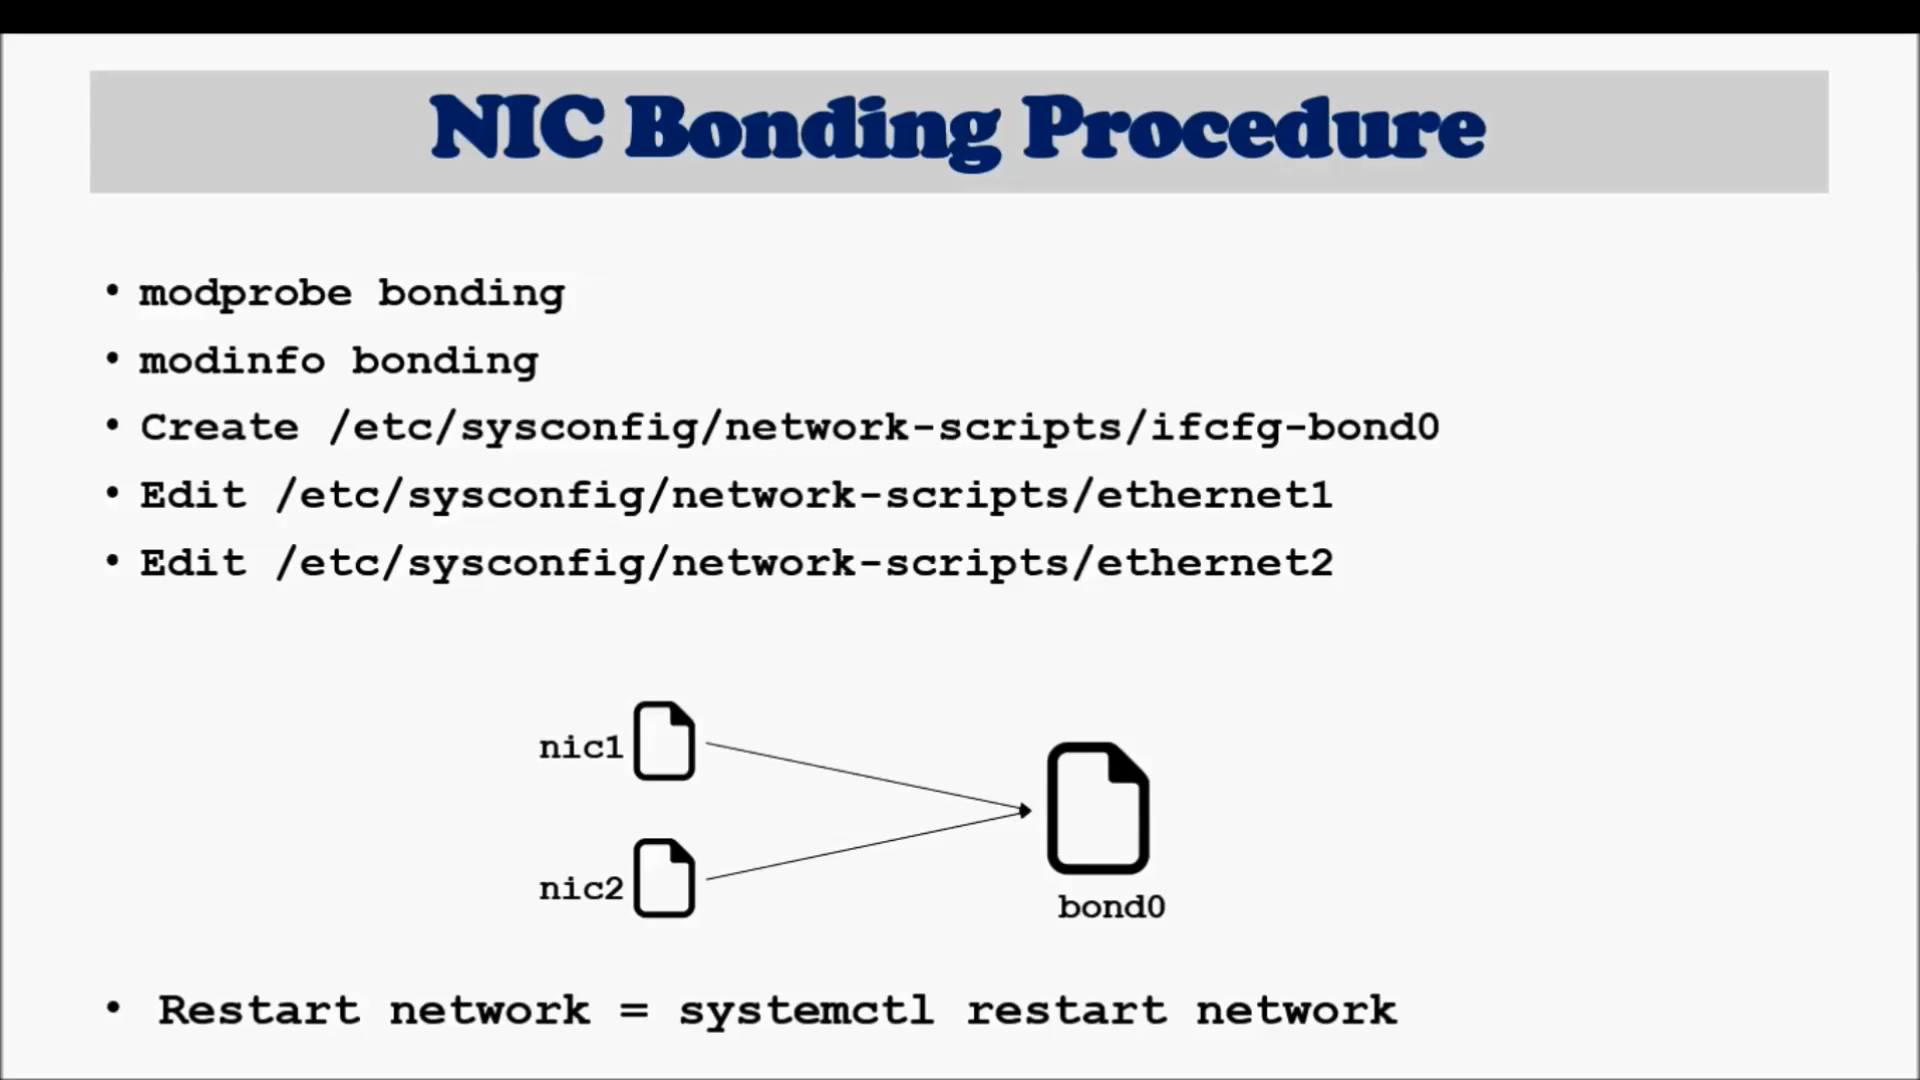 NIC Bonding Procedure
• modprobe bonding
• modinfo bonding
• Create /etc/sysconfig/network-scripts/ifcfg-bond0
• Edit /etc/sysconfig/network-scripts/ethernet1
• Edit /etc/sysconfig/network-scripts/ethernet2
nic1
nic2
bond0
• Restart network = systemctl restart network